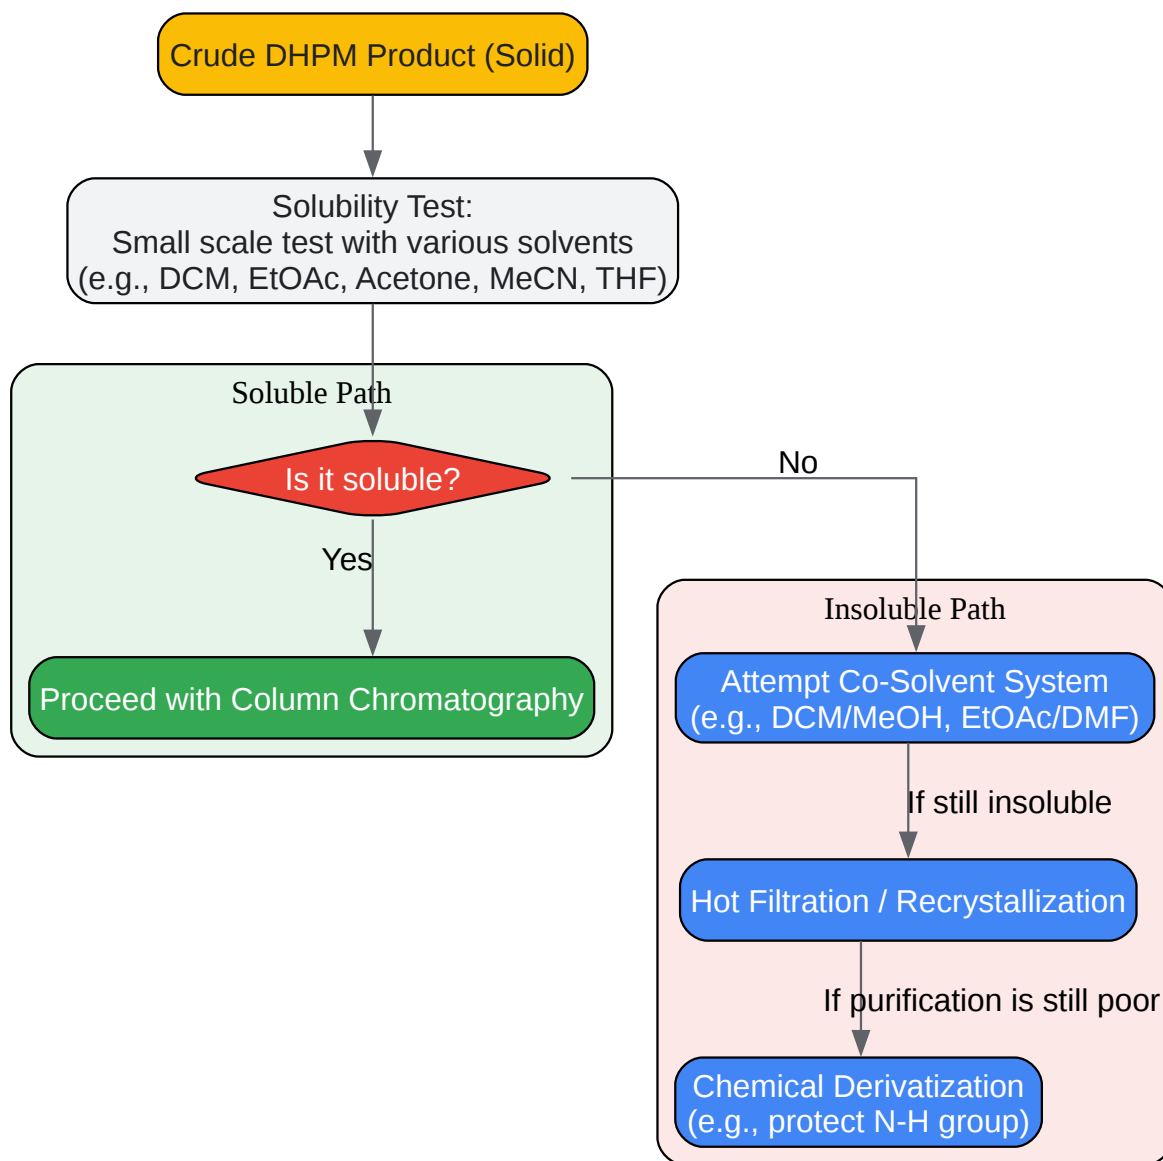 Crude DHPM Product (Solid)
Solubility Test:
Small scale test with various solvents
(e.g., DCM, EtOAc, Acetone, MeCN, THF)
Soluble Path
Is it soluble?
No
Yes
Proceed with Column Chromatography
Insoluble Path
Attempt Co-Solvent System
(e.g., DCM/MeOH, EtOAc/DMF)
If still insoluble
Hot Filtration / Recrystallization
If purification is still poor
Chemical Derivatization
(e.g., protect N-H group)